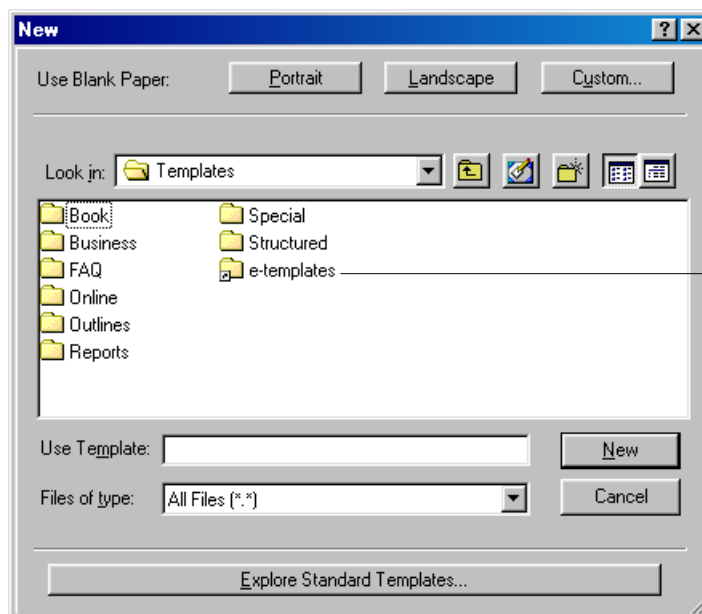 New
Use Blank Paper: Portrait Landscape Custom...
Look in: Templates
Book Special
Business Structured
FAQ e-templates
Online
Outlines
Reports
Use Template: New
Files of type: All Files (*.*) Cancel
Explore Standard Templates...